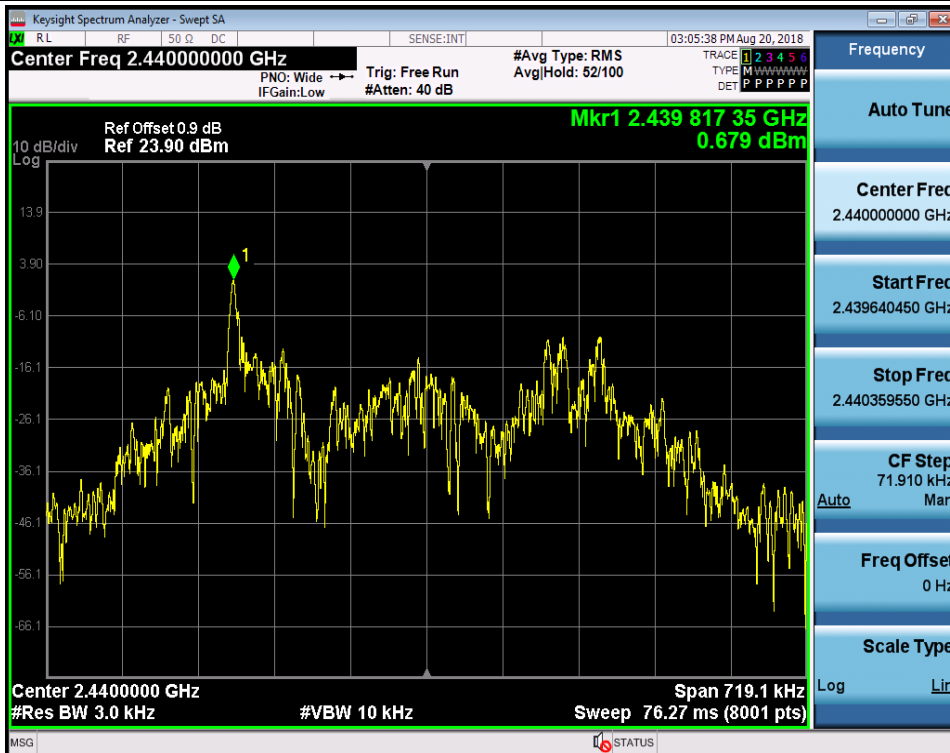 Keysight Spectrum Analyzer - Swept SA
LXI RL RF 50 Ω DC SENSE:INT 03:05:38 PM Aug 20, 2018
Center Freq 2.440000000 GHz
PNO: Wide
IFGain:Low
Trig: Free Run
#Atten: 40 dB
#Avg Type: RMS
Avg|Hold: 52/100
TRACE 1 2 3 4 5 6
TYPE M W W W W W
DET P P P P P P
Ref Offset 0.9 dB
10 dB/div Ref 23.90 dBm
Log
Mkr1 2.439 817 35 GHz
0.679 dBm
1
13.9
3.90
-6.10
-16.1
-26.1
-36.1
-46.1
-56.1
-66.1
Center 2.4400000 GHz Span 719.1 kHz
#Res BW 3.0 kHz #VBW 10 kHz Sweep 76.27 ms (8001 pts)
MSG STATUS
Frequency
Auto Tune
Center Freq
2.440000000 GHz
Start Freq
2.439640450 GHz
Stop Freq
2.440359550 GHz
CF Step
71.910 kHz
Auto Man
Freq Offset
0 Hz
Scale Type
Log Lin